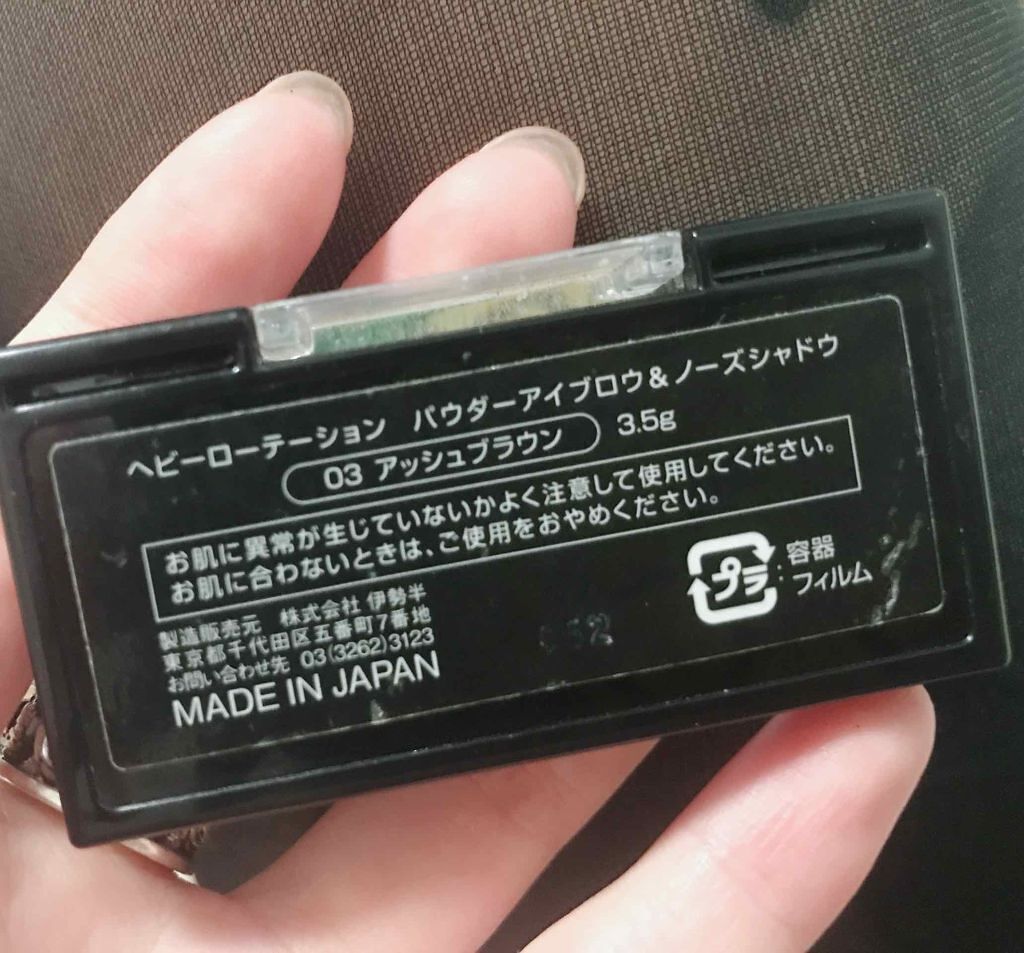 ヘビーローテーション パウダーアイブロウ&ノーズシャドウ
03 アッシュブラウン 3.5g
お肌に異常が生じていないかよく注意して使用してください。
お肌に合わないときは、ご使用をおやめください。
製造販売元 株式会社 伊勢半
東京都千代田区五番町7番地
お問い合わせ先 03(3262)3123
MADE IN JAPAN
プラ : 容器
フィルム